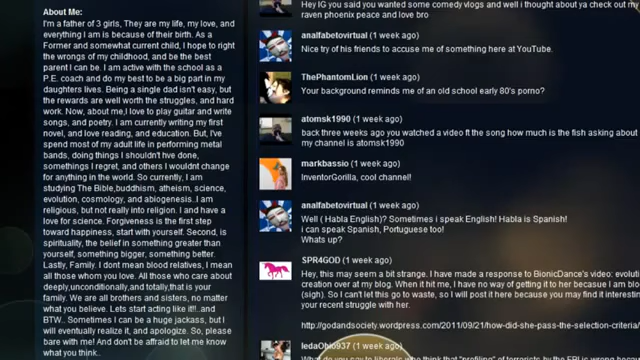 About Me:
I'm a father of 3 girls, They are my life, my love, and
everything I am is because of their birth. As a
Former and somewhat current child, I hope to right
the wrongs of my childhood, and be the best
parent I can be. I am active with the school as a
P.E. coach and do my best to be a big part in my
daughters lives. Being a single dad isn't easy, but
the rewards are well worth the struggles, and hard
work. Now, about me,I love to play guitar and write
songs, and poetry. I am currently writing my first
novel, and love reading, and education. But, I've
spend most of my adult life in performing metal
bands, doing things I shouldn't hve done,
somethings I regret, and others I wouldnt change
for anything in the world. So currently, I am
studying The Bible,buddhism, atheism, science,
evolution, cosmology, and abiogenesis..I am
religious, but not really into religion. I and have a
love for science. Forgiveness is the first step
toward happiness, start with yourself. Second, is
spirituality, the belief in something greater than
yourself, something bigger, something better.
Lastly, Family. I dont mean blood relatives, I mean
all those whom you love. All those who care about
deeply,unconditionally,and totally,that is your
family. We are all brothers and sisters, no matter
what you believe. Lets start acting like it!!..and
BTW.. Sometimes I can be a huge jackass, but I
will eventually realize it, and apologize. So, please
bare with me! And don't be afraid to let me know
what you think..
Hey IG you said you wanted some comedy vlogs and well i thought about ya check out my
raven phoenix peace and love bro
analfabetovirtual (1 week ago)
Nice try of his friends to accuse me of something here at YouTube.
ThePhantomLion (1 week ago)
Your background reminds me of an old school early 80's porno?
atomsk1990 (1 week ago)
back three weeks ago you watched a video ft the song how much is the fish asking about
my channel is atomsk1990
markbassio (1 week ago)
InventorGorilla, cool channel!
analfabetovirtual (1 week ago)
Well ( Habla English)? Sometimes i speak English! Habla is Spanish!
i can speak Spanish, Portuguese too!
Whats up?
SPR4GOD (1 week ago)
Hey, this may seem a bit strange. I have made a response to BionicDance's video: evoluti
creation over at my blog. When it hit me, I have no way of getting it to her becasue I am blo
(sigh). So I can't let this go to waste, so I will post it here because you may find it interestin
your recent struggle with her.
http://godandsociety.wordpress.com/2011/09/21/how-did-she-pass-the-selection-criteria/
ledaOhio937 (1 week ago)
What do you say to liberals who think that "profiling" of terrorists by the FBI is wrong because